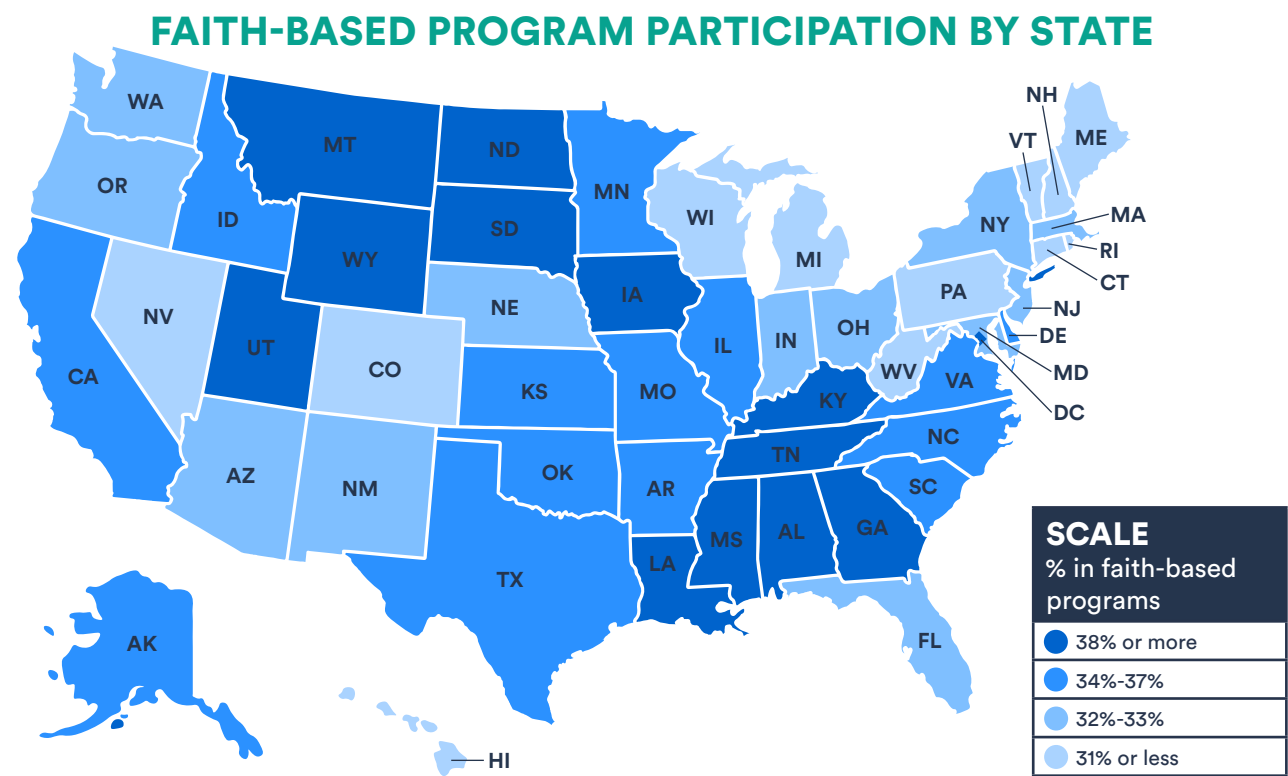 FAITH-BASED PROGRAM PARTICIPATION BY STATE
NH
WA
ME
VT
MT
ND
OR
MN
ID
SD
WI
NY
MA
RI
WY
MI
CT
IA
PA
NE
NJ
NV
UT
IL
IN
OH
DE
CO
WV
MD
CA
KS
MO
VA
KY
DC
NC
TN
AZ
OK
NM
AR
SC
MS
AL
GA
LA
TX
FL
AK
HI
SCALE
% in faith-based
programs
38% or more
34%-37%
32%-33%
31% or less